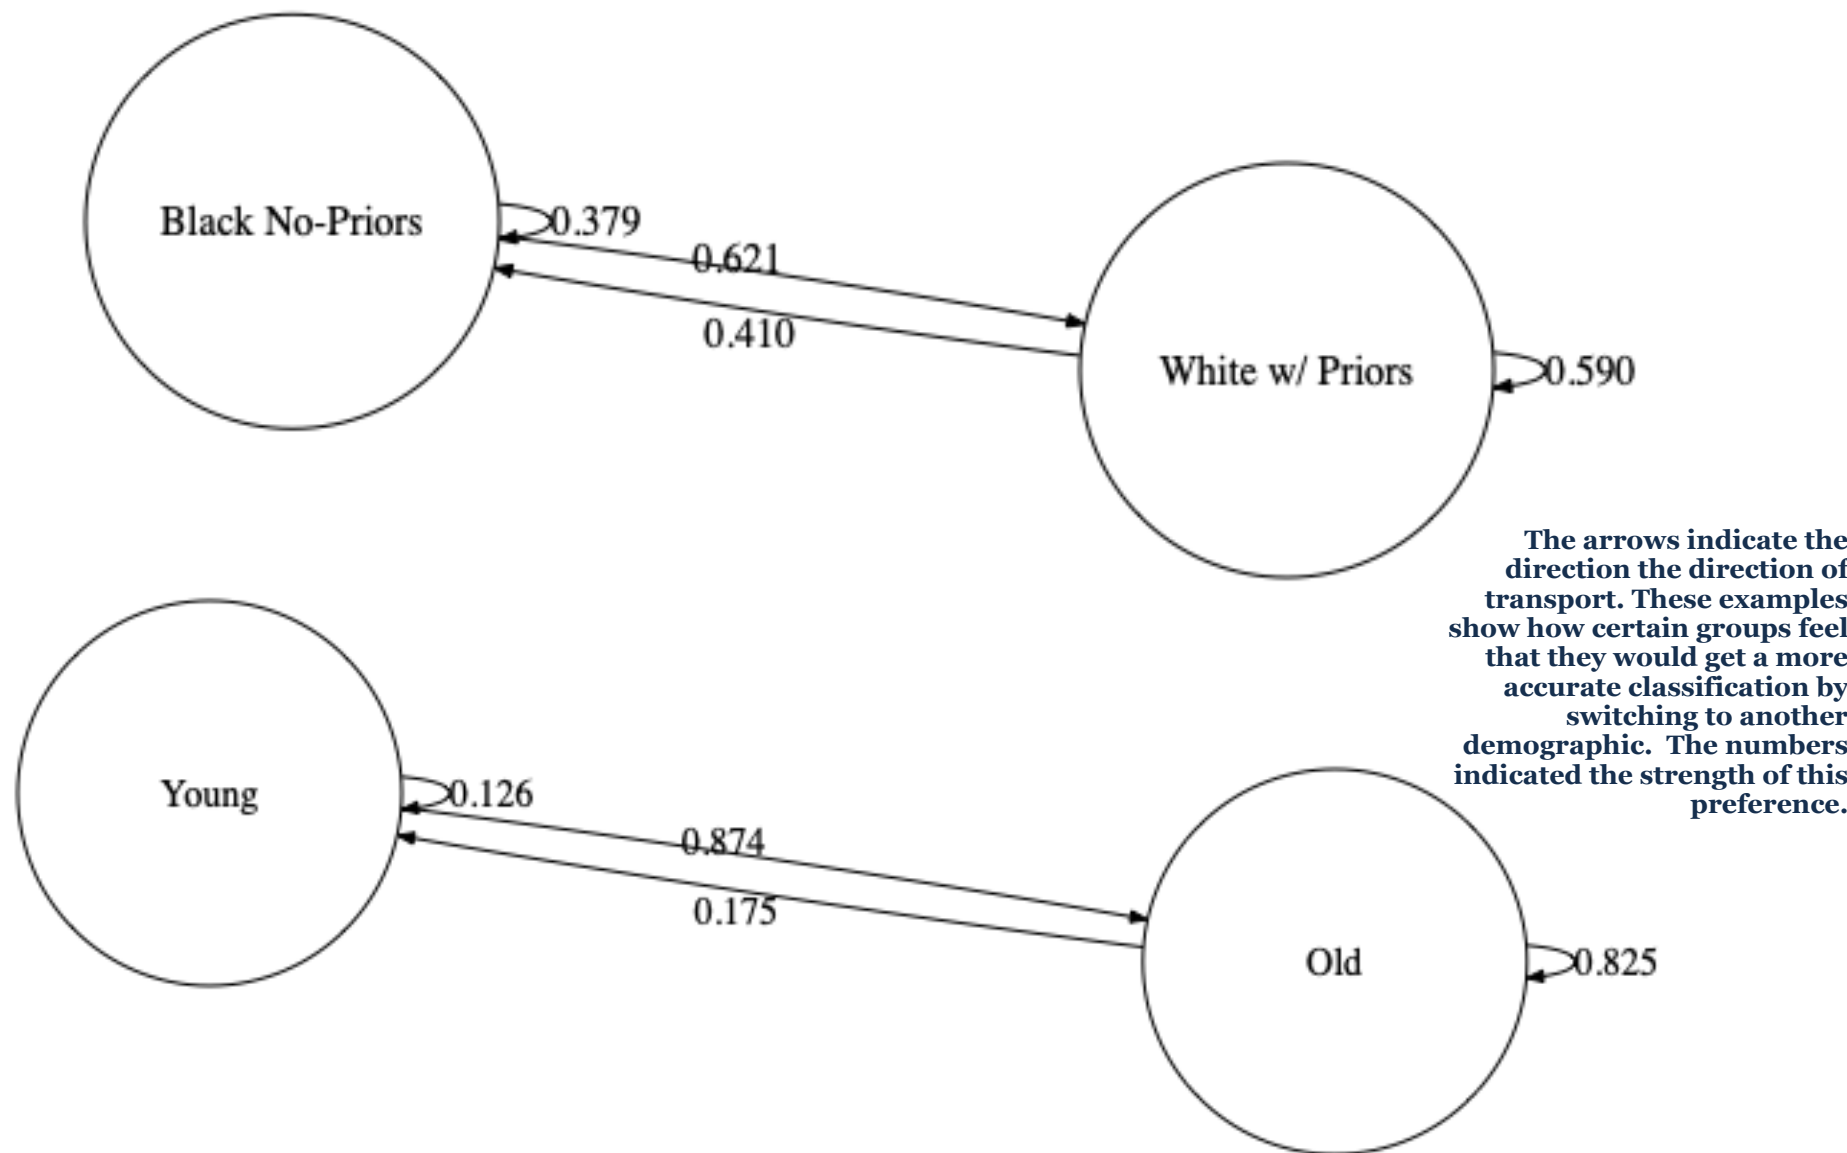 Black No-Priors
0.379
0.621
0.410
White w/ Priors
0.590
The arrows indicate the
direction the direction of
transport. These examples
show how certain groups feel
that they would get a more
accurate classification by
switching to another
demographic.  The numbers
indicated the strength of this
preference.
Young
0.126
0.874
0.175
Old
0.825